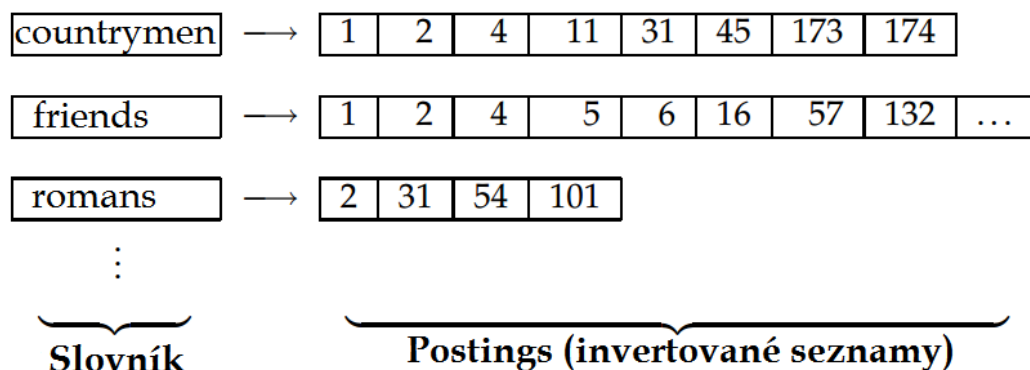 countrymen → 1 2 4 11 31 45 173 174
friends → 1 2 4 5 6 16 57 132 ...
romans → 2 31 54 101
⋮
Slovník Postings (invertované seznamy)